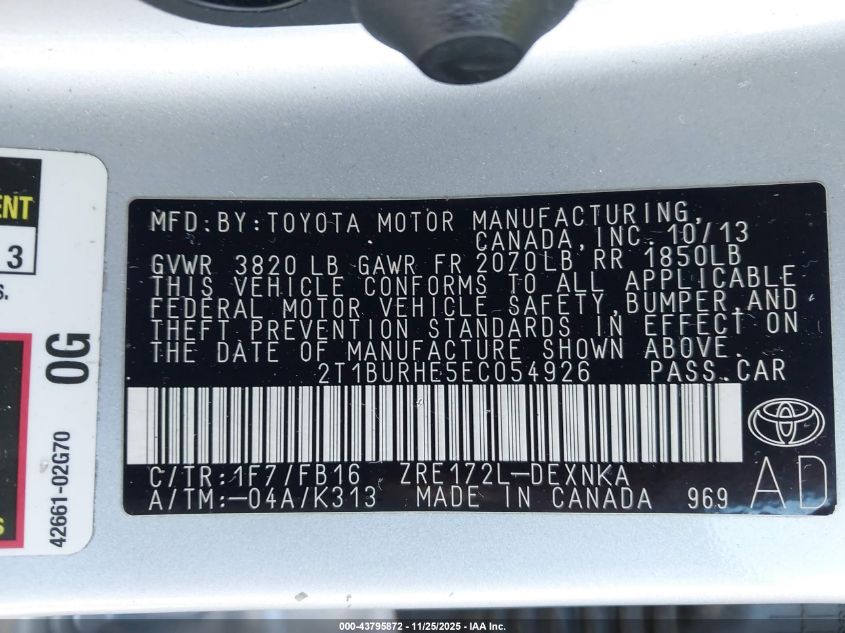 ENT
3
S.
0G
42661-02G70
S
MFD. BY: TOYOTA MOTOR MANUFACTURING,
CANADA, INC. 10/13
GVWR 3820 LB GAWR FR 2070LB RR 1850LB
THIS VEHICLE CONFORMS TO ALL APPLICABLE
FEDERAL MOTOR VEHICLE SAFETY, BUMPER, AND
THEFT PREVENTION STANDARDS IN EFFECT ON
THE DATE OF MANUFACTURE SHOWN ABOVE.
2T1BURHE5EC054926 PASS. CAR
C/TR: 1F7/FB16 ZRE172L-DEXNKA
A/TM:-04A/K313 MADE IN CANADA 969
AD
000-43795872 - 11/25/2025 - IAA Inc.